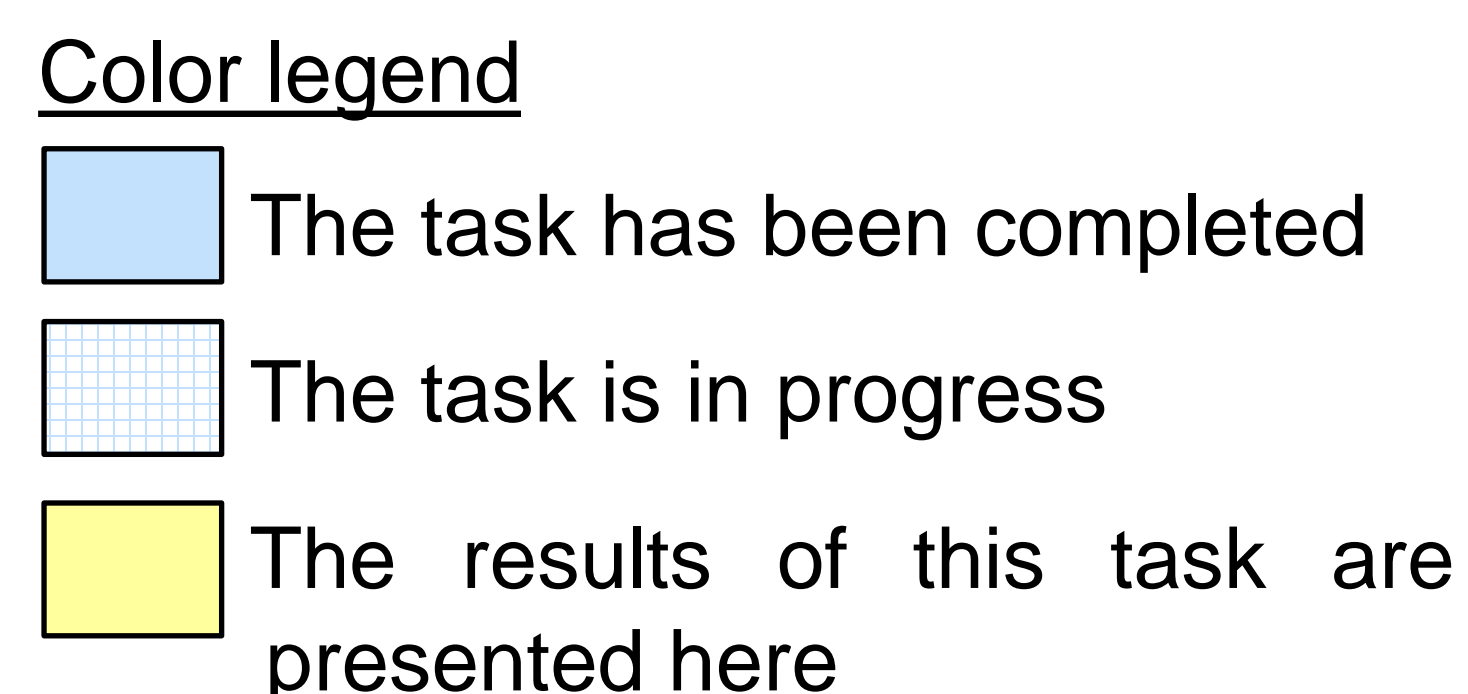 Color legend
The task has been completed
The task is in progress
The results of this task are
presented here